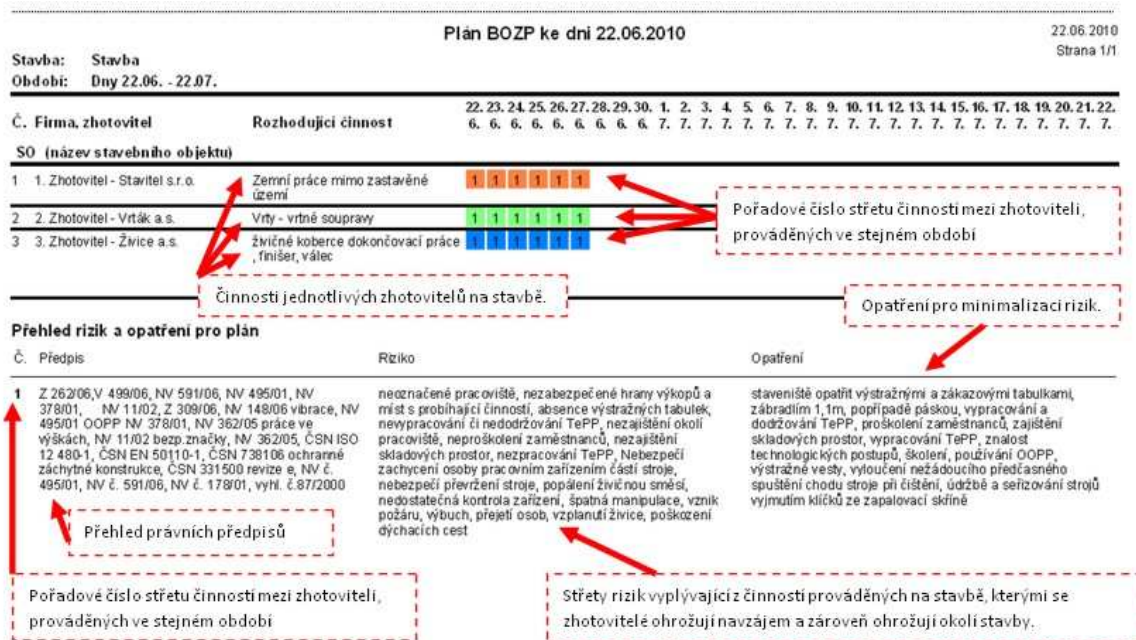 Plán BOZP ke dni 22.06.2010
22.06.2010
Strana 1/1
Stavba: Stavba
Období: Dny 22.06. - 22.07.
22. 23. 24. 25. 26. 27. 28. 29. 30. 1. 2. 3. 4. 5. 6. 7. 8. 9. 10. 11. 12. 13. 14. 15. 16. 17. 18. 19. 20. 21. 22.
Č. Firma, zhotovitel Rozhodující činnost 6. 6. 6. 6. 6. 6. 6. 6. 6. 7. 7. 7. 7. 7. 7. 7. 7. 7. 7. 7. 7. 7. 7. 7. 7. 7. 7. 7. 7. 7. 7.
SO (název stavebního objektu)
1 1. Zhotovitel - Stavitel s.r.o. Zemní práce mimo zastavěné 1 1 1 1 1 1
území
2 2. Zhotovitel - Vrták a.s. Vrty - vrtné soupravy 1 1 1 1 1 1
3 3. Zhotovitel - Živice a.s. živičné koberce dokončovací práce 1 1 1 1 1 1
, finišer, válec
Pořadové číslo střetu činností mezi zhotoviteli,
prováděných ve stejném období
Činnosti jednotlivých zhotovitelů na stavbě.
Opatření pro minimalizaci rizik.
Přehled rizik a opatření pro plán
Č. Předpis Riziko Opatření
1 Z 262/06,V 499/06, NV 591/06, NV 495/01, NV
378/01, NV 11/02, Z 309/06, NV 148/06 vibrace, NV
495/01 OOPP NV 378/01, NV 362/05 práce ve
výškách, NV 11/02 bezp.značky, NV 362/05, ČSN ISO
12 480-1, ČSN EN 50110-1, ČSN 738106 ochranné
záchytné konstrukce, ČSN 331500 revize e, NV č.
495/01, NV č. 591/06, NV č. 178/01, vyhl. č.87/2000
neoznačené pracoviště, nezabezpečené hrany výkopů a
míst s probíhající činností, absence výstražných tabulek,
nevypracování či nedodržování TePP, nezajištění okolí
pracoviště, neproškolení zaměstnanců, nezajištění
skladových prostor, nezpracování TePP, Nebezpečí
zachycení osoby pracovním zařízením částí stroje,
nebezpečí převržení stroje, popálení živičnou směsí,
nedostatečná kontrola zařízení, špatná manipulace, vznik
požáru, výbuch, přejetí osob, vzplanutí živice, poškození
dýchacích cest
staveniště opatřit výstražnými a zákazovými tabulkami,
zábradlím 1,1m, popřípadě páskou, vypracování a
dodržování TePP, proškolení zaměstnanců, zajištění
skladových prostor, vypracování TePP, znalost
technologických postupů, školení, používání OOPP,
výstražné vesty, vyloučení nežádoucího předčasného
spuštění chodu stroje při čištění, údržbě a seřizování strojů
vyjmutím klíčků ze zapalovací skříně
Přehled právních předpisů
Pořadové číslo střetu činností mezi zhotoviteli,
prováděných ve stejném období
Střety rizik vyplývající z činností prováděných na stavbě, kterými se
zhotovitelé ohrožují navzájem a zároveň ohrožují okolí stavby.